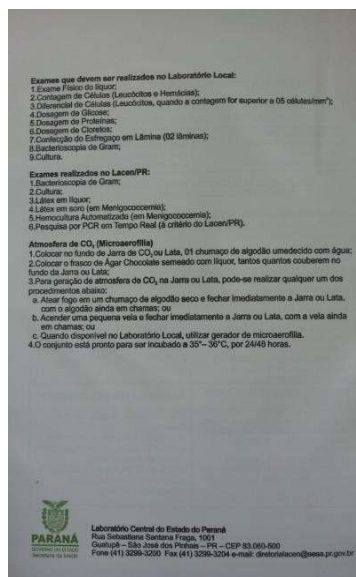 Exames que devem ser realizados no Laboratório Local:
1.Exame Físico do líquor;
2.Contagem de Células (Leucócitos e Hemácias);
3.Diferencial de Células (Leucócitos, quando a contagem for superior a 05 células/mm³);
4.Dosagem de Glicose;
5.Dosagem de Proteínas;
6.Dosagem de Cloretos;
7.Confecção do Esfregaço em Lâmina (02 lâminas);
8.Bacterioscopia de Gram;
9.Cultura.
Exames realizados no Lacen/PR:
1.Bacterioscopia de Gram;
2.Cultura;
3.Látex em líquor;
4.Látex em soro (em Menigococcemia);
5.Hemocultura Automatizada (em Menigococcemia);
6.Pesquisa por PCR em Tempo Real (à critério do Lacen/PR).
Atmosfera de CO₂ (Microaerofilia)
1.Colocar no fundo de Jarra de CO₂ ou Lata, 01 chumaço de algodão umedecido com água;
2.Colocar o frasco de Ágar Chocolate semeado com líquor, tantos quantos couberem no
fundo da Jarra ou Lata;
3.Para geração de atmosfera de CO₂ na Jarra ou Lata, pode-se realizar qualquer um dos
procedimentos abaixo:
a. Atear fogo em um chumaço de algodão seco e fechar imediatamente a Jarra ou Lata,
com o algodão ainda em chamas; ou
b. Acender uma pequena vela e fechar imediatamente a Jarra ou Lata, com a vela ainda
em chamas; ou
c. Quando disponível no Laboratório Local, utilizar gerador de microaerofilia.
4.O conjunto está pronto para ser incubado a 35°– 36°C, por 24/48 horas.
PARANÁ
GOVERNO DO ESTADO
Secretaria da Saúde
Laboratório Central do Estado do Paraná
Rua Sebastiana Santana Fraga, 1001
Guatupê – São José dos Pinhais – PR – CEP 83.060-500
Fone (41) 3299-3200 Fax (41) 3299-3204 e-mail: diretorialacen@sesa.pr.gov.br